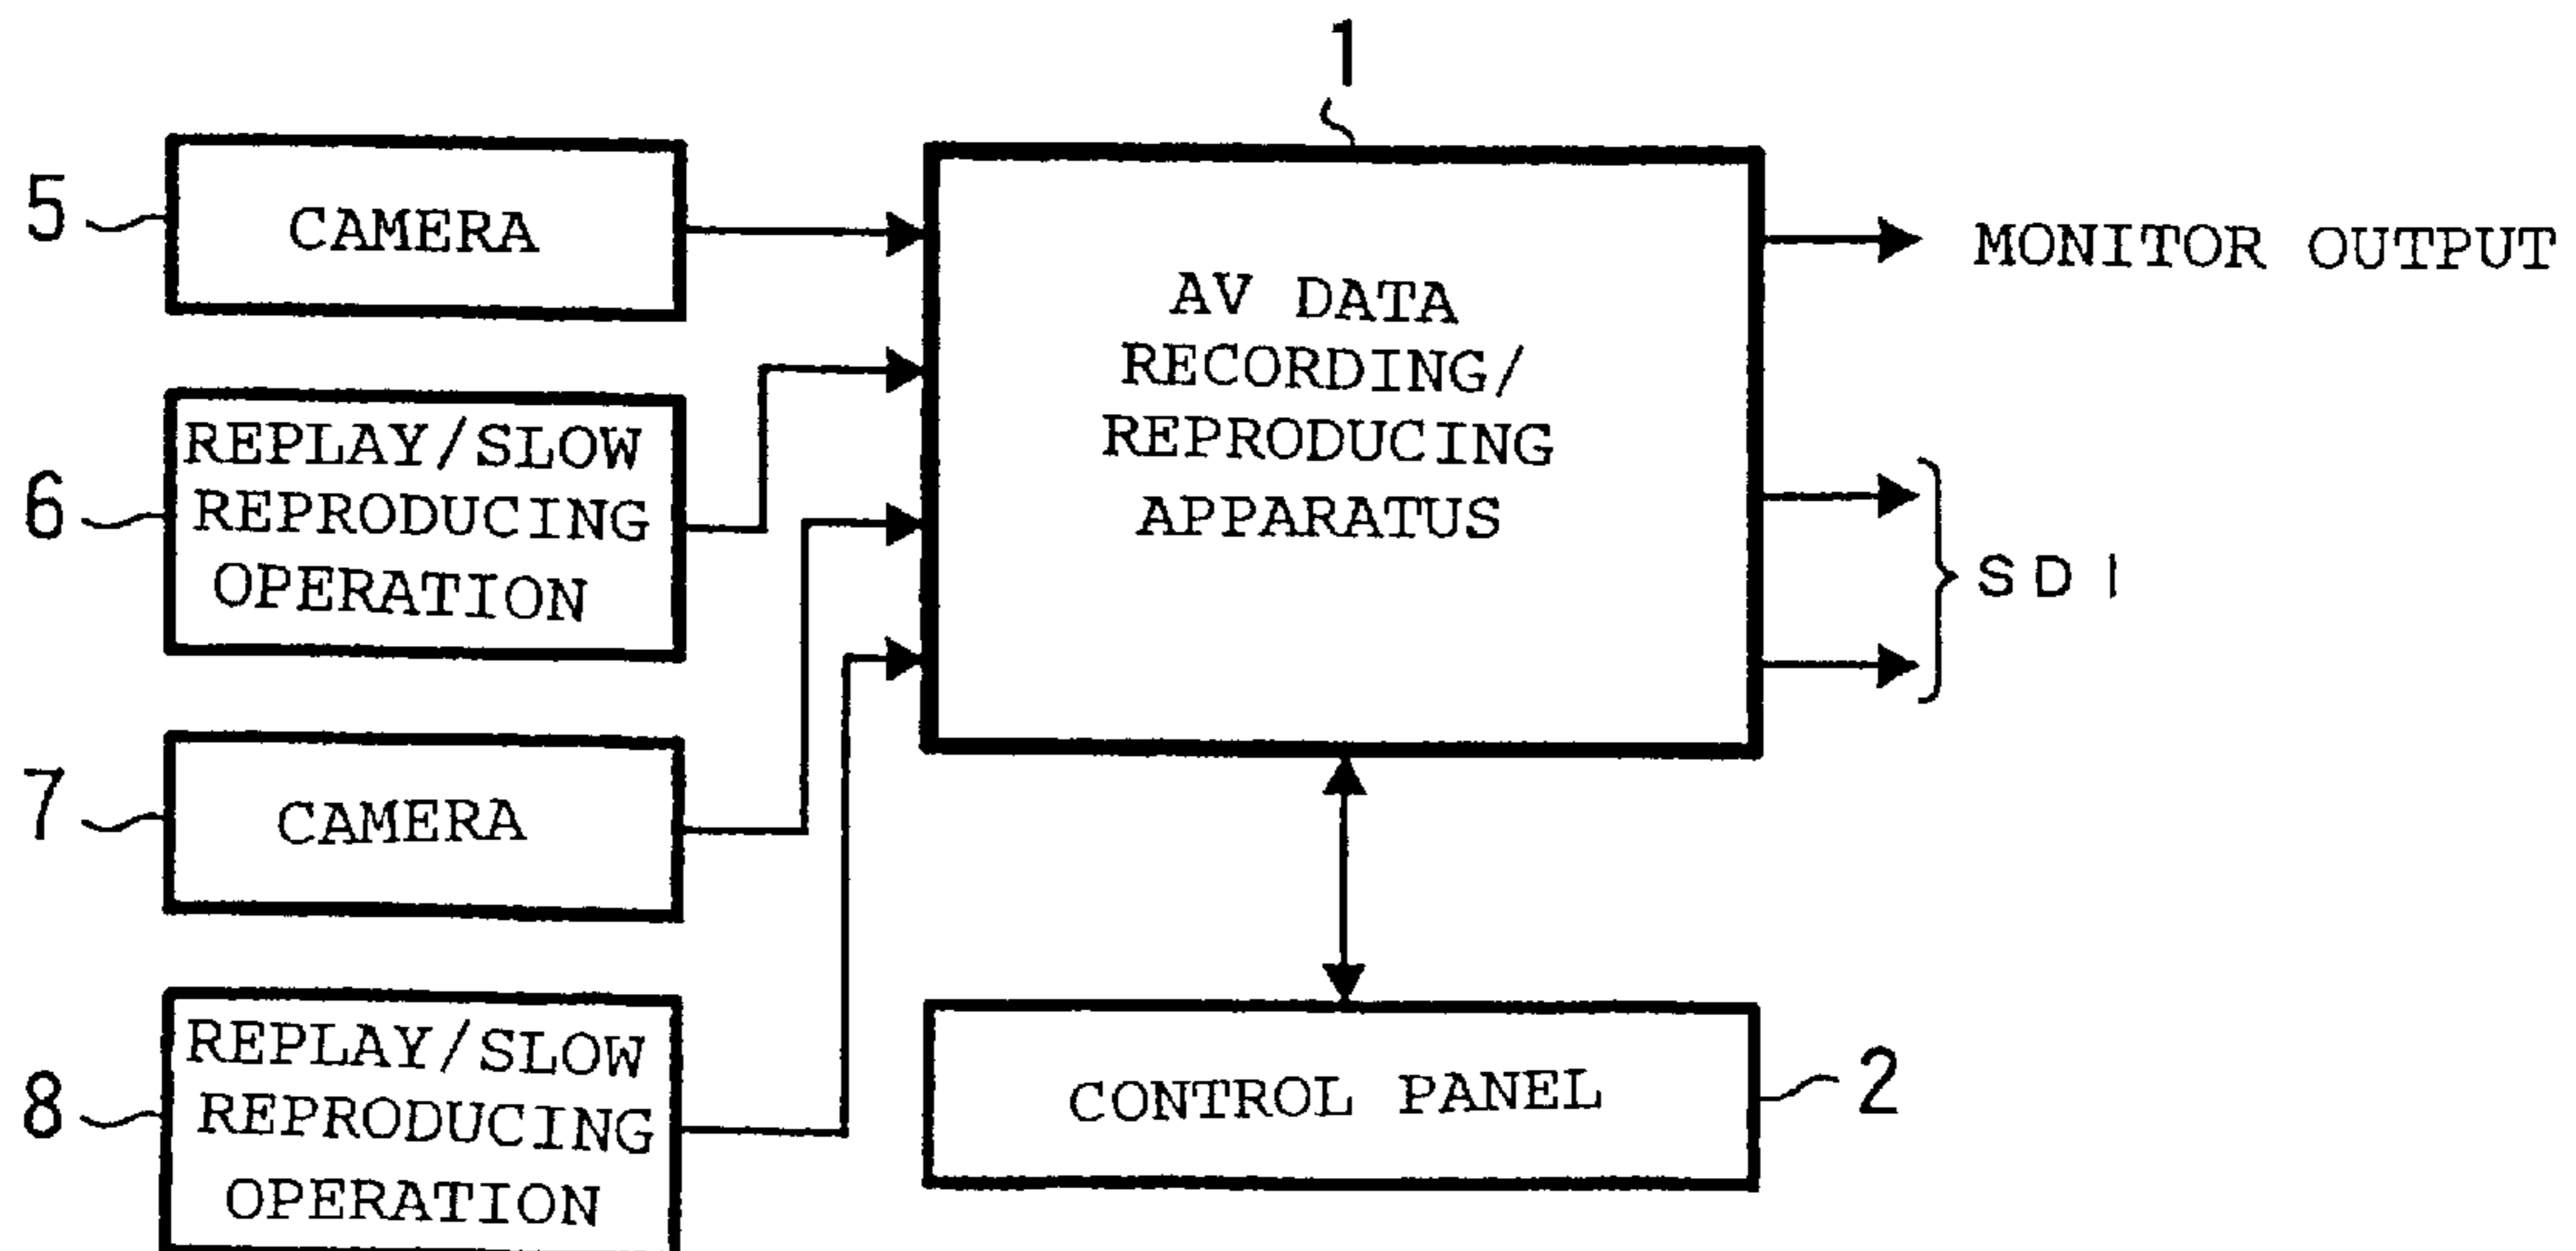 1
5
CAMERA
MONITOR OUTPUT
AV DATA
RECORDING/
REPRODUCING
APPARATUS
6
REPLAY/SLOW
REPRODUCING
OPERATION
SDI
7
CAMERA
8
REPLAY/SLOW
REPRODUCING
OPERATION
CONTROL PANEL
2